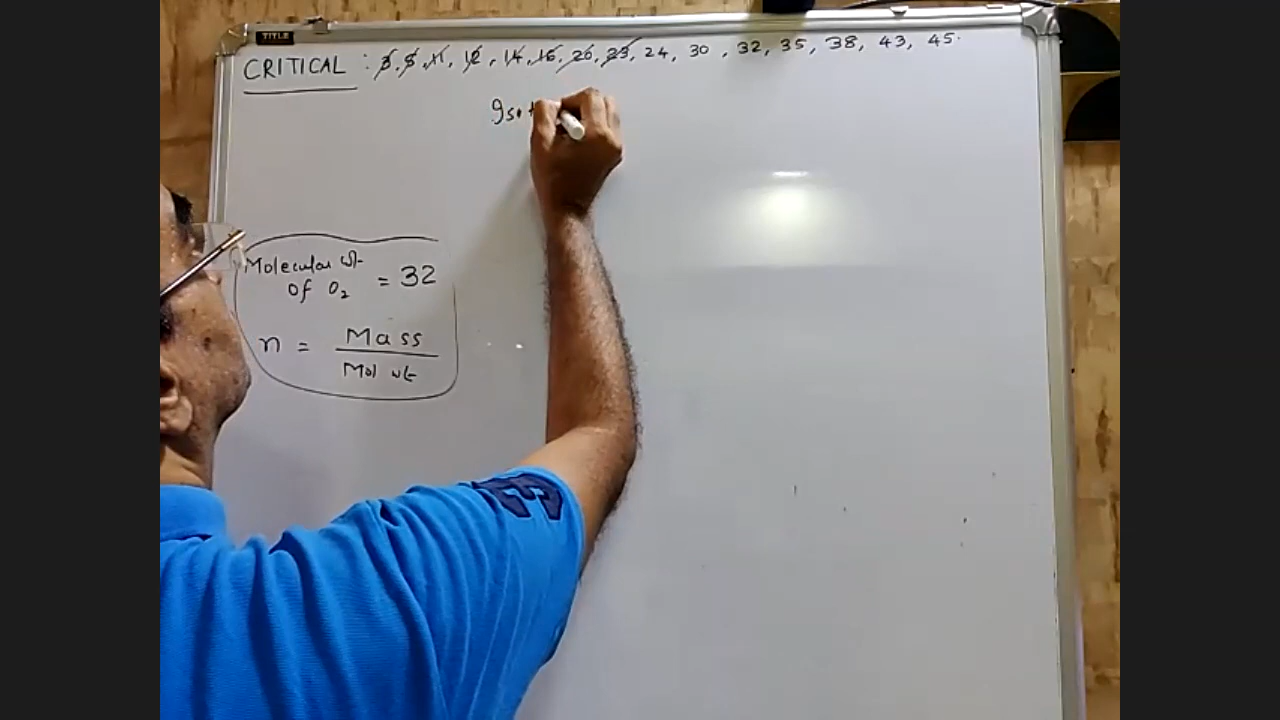 TITLE
CRITICAL : 3, 5, 11, 12, 14, 16, 20, 23, 24, 30, 32, 35, 38, 43, 45.
Molecular wt
Of O2 = 32
n = Mass
Mol wt